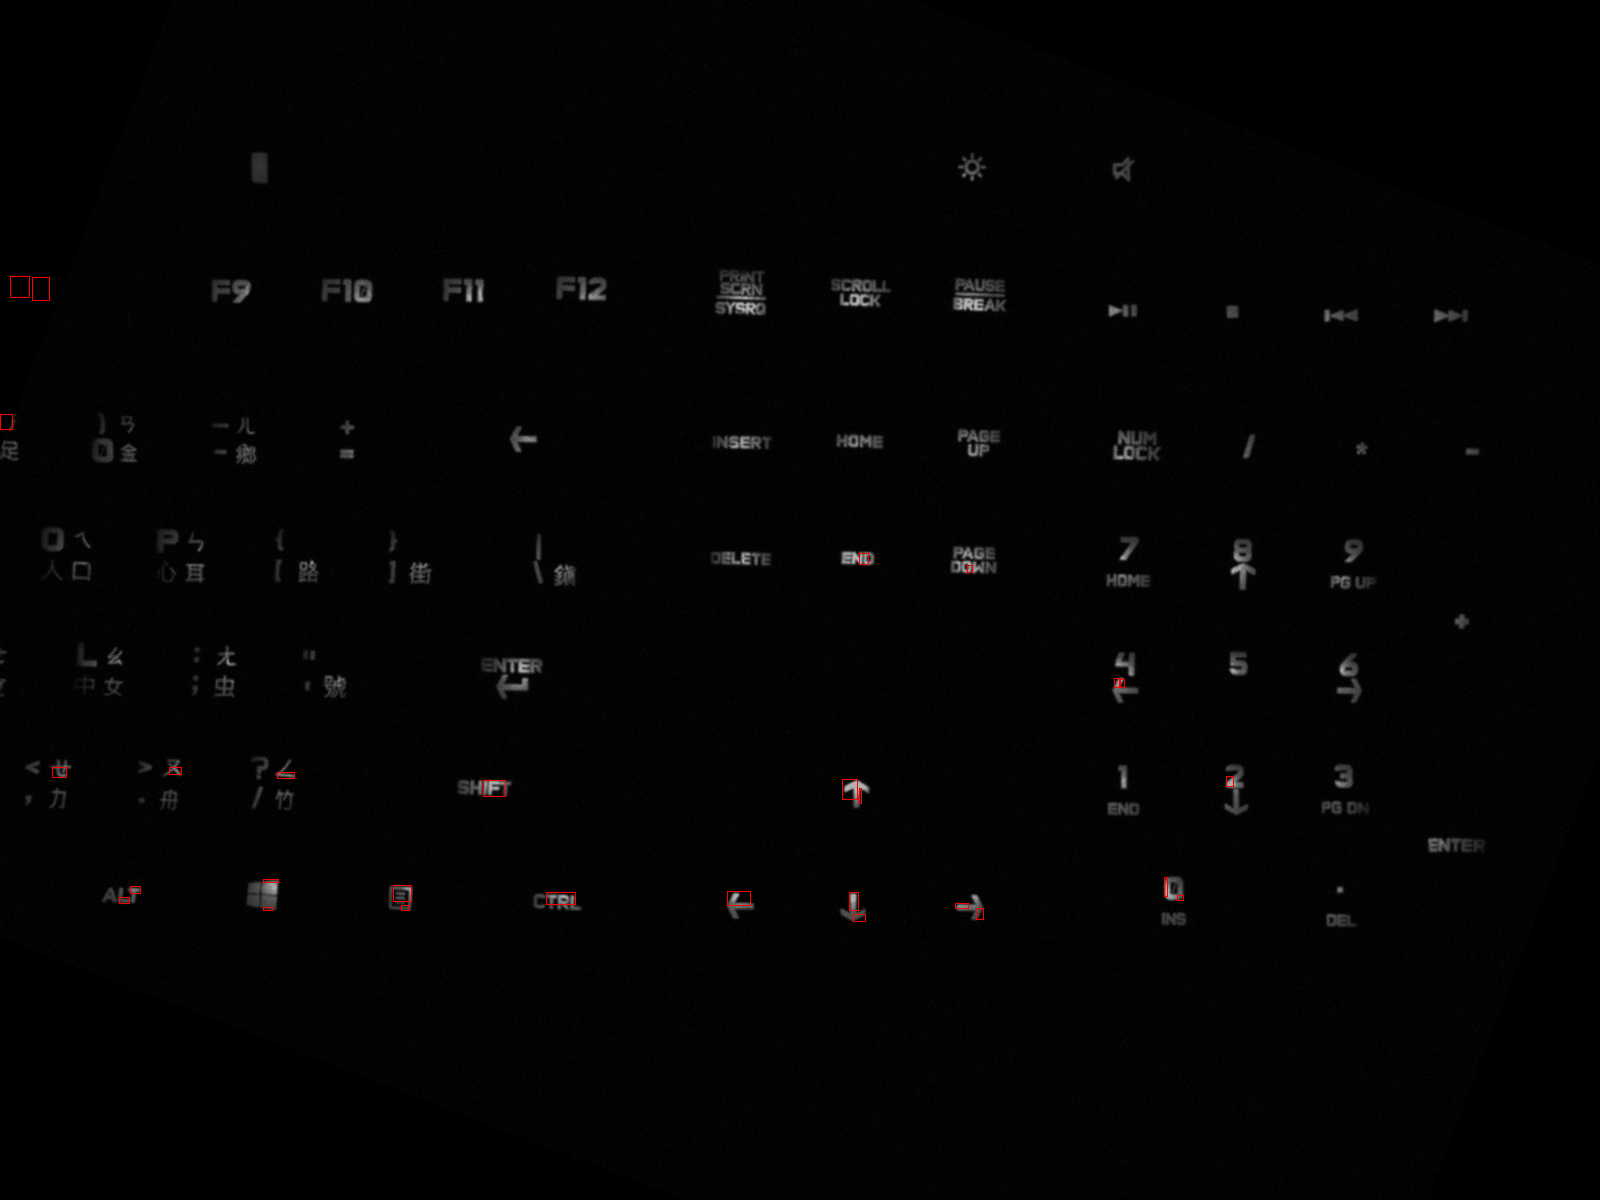 F9 F10 F11 F12 PRINT SCRN SYSRQ SCROLL LOCK PAUSE BREAK
) ㄢ — ㄦ +
足 0 金 - 鄉 = ← INSERT HOME PAGE UP NUM LOCK / * -
O ㄟ P ㄣ { } |
人 口 心 耳 [ 路 ] 街 \ 鎮 DELETE END PAGE DOWN 7 HOME 8 ↑ 9 PG UP
+
L ㄠ : ㄤ "
中 女 ; 虫 ' 號 ENTER 4 ← 5 6 →
< ㄝ > ㄡ ? ㄥ
, 力 . 舟 / 竹 SHIFT ↑ 1 END 2 ↓ 3 PG DN
ENTER
ALT CTRL ← ↓ → 0 INS . DEL